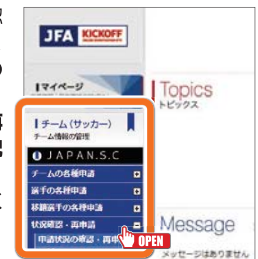 JFA KICKOFF
マイページ
Topics
トピックス
チーム(サッカー)
チーム情報の管理
JAPAN.S.C
チームの各種申請
選手の各種申請
移籍選手の各種申請
状況確認・再申請
申請状況の確認・再申
OPEN
Message
メッセージはありません